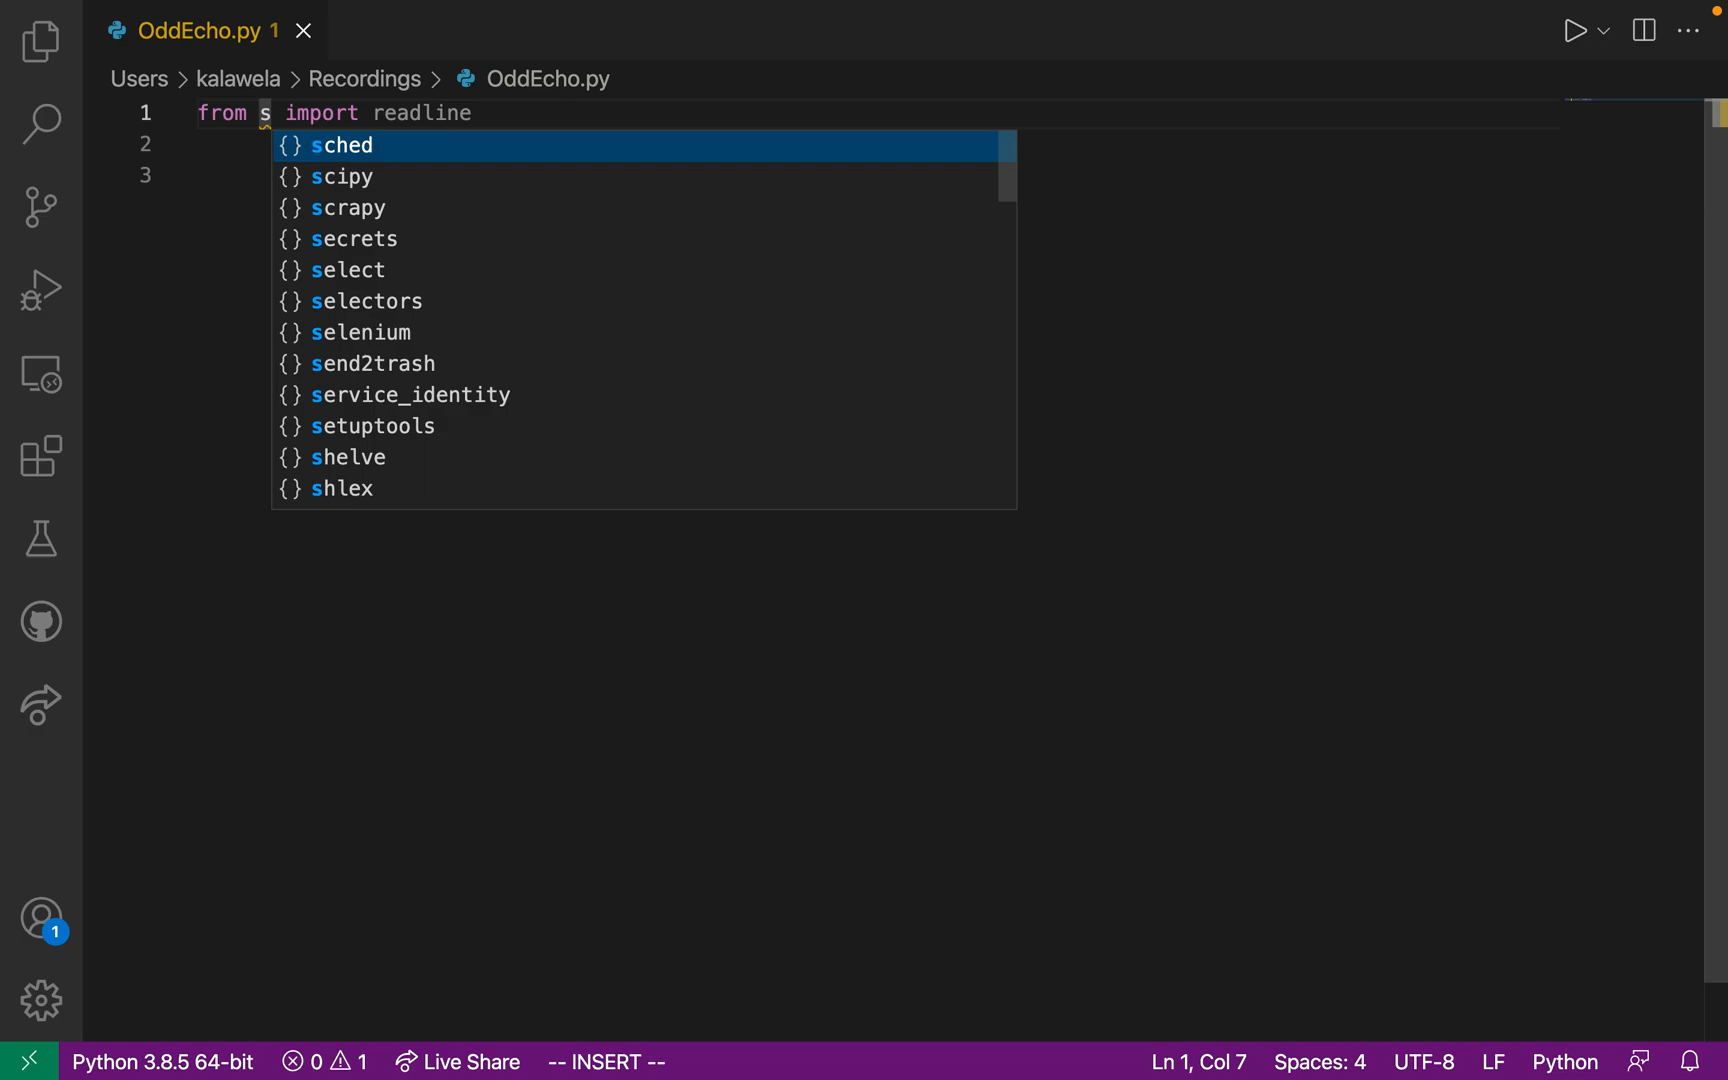 OddEcho.py 1
Users > kalawela > Recordings > OddEcho.py
1 from s import readline
2
3
{} sched
{} scipy
{} scrapy
{} secrets
{} select
{} selectors
{} selenium
{} send2trash
{} service_identity
{} setuptools
{} shelve
{} shlex
1
Python 3.8.5 64-bit 0 1 Live Share -- INSERT -- Ln 1, Col 7 Spaces: 4 UTF-8 LF Python